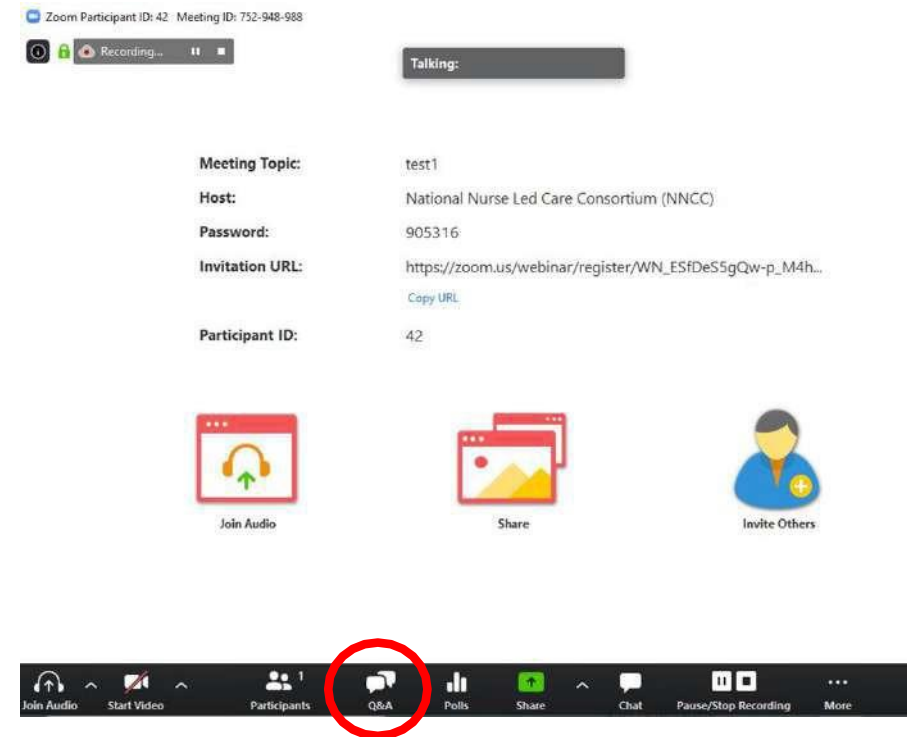 Zoom Participant ID: 42 Meeting ID: 752-948-988
Recording...
Talking:
Meeting Topic: test1
Host: National Nurse Led Care Consortium (NNCC)
Password: 905316
Invitation URL: https://zoom.us/webinar/register/WN_ESfDeS5gQw-p_M4h...
Copy URL
Participant ID: 42
Join Audio Share Invite Others
Join Audio Start Video Participants 1 Q&A Polls Share Chat Pause/Stop Recording More